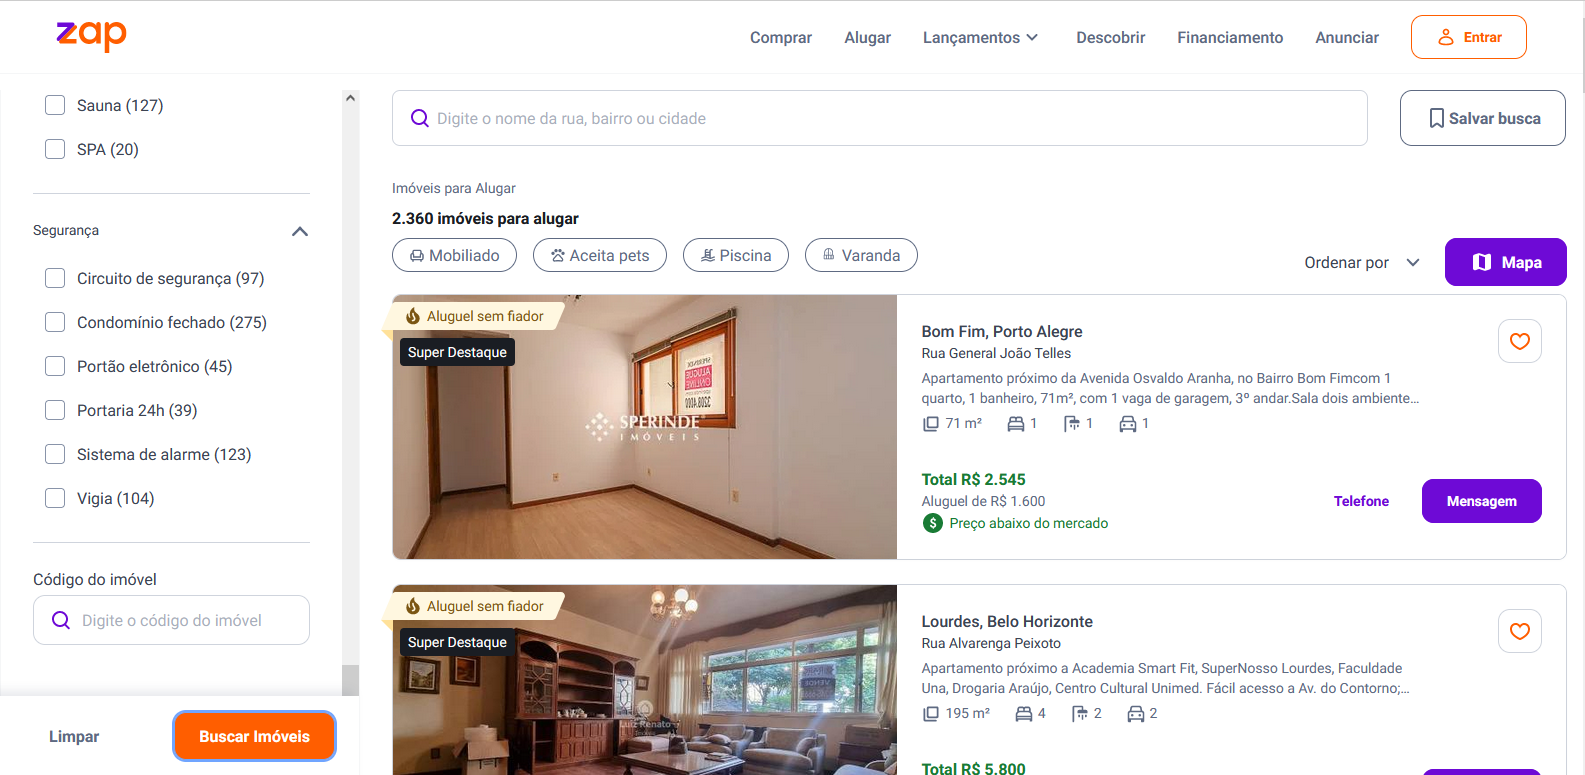 zap
Comprar
Alugar
Lançamentos
Descobrir
Financiamento
Anunciar
Entrar
Sauna (127)
SPA (20)
Segurança
Circuito de segurança (97)
Condomínio fechado (275)
Portão eletrônico (45)
Portaria 24h (39)
Sistema de alarme (123)
Vigia (104)
Código do imóvel
Digite o código do imóvel
Limpar
Buscar Imóveis
Digite o nome da rua, bairro ou cidade
Salvar busca
Imóveis para Alugar
2.360 imóveis para alugar
Mobiliado
Aceita pets
Piscina
Varanda
Ordenar por
Mapa
Aluguel sem fiador
Super Destaque
SPERINDE
IMÓVEIS
Bom Fim, Porto Alegre
Rua General João Telles
Apartamento próximo da Avenida Osvaldo Aranha, no Bairro Bom Fimcom 1
quarto, 1 banheiro, 71m², com 1 vaga de garagem, 3º andar.Sala dois ambiente...
71 m² 1 1 1
Total R$ 2.545
Aluguel de R$ 1.600
$ Preço abaixo do mercado
Telefone
Mensagem
Aluguel sem fiador
Super Destaque
Luiz Renato
Lourdes, Belo Horizonte
Rua Alvarenga Peixoto
Apartamento próximo a Academia Smart Fit, SuperNosso Lourdes, Faculdade
Una, Drogaria Araújo, Centro Cultural Unimed. Fácil acesso a Av. do Contorno;...
195 m² 4 2 2
Total R$ 5.800